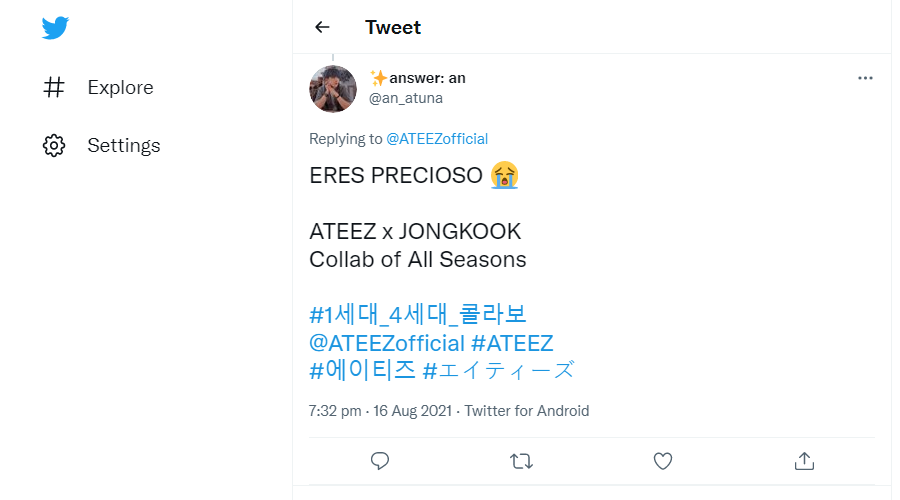 Tweet
Explore
Settings
✨answer: an
@an_atuna
Replying to @ATEEZofficial
ERES PRECIOSO 😭
ATEEZ x JONGKOOK
Collab of All Seasons
#1세대_4세대_콜라보
@ATEEZofficial #ATEEZ
#에이티즈 #エイティーズ
7:32 pm · 16 Aug 2021 · Twitter for Android